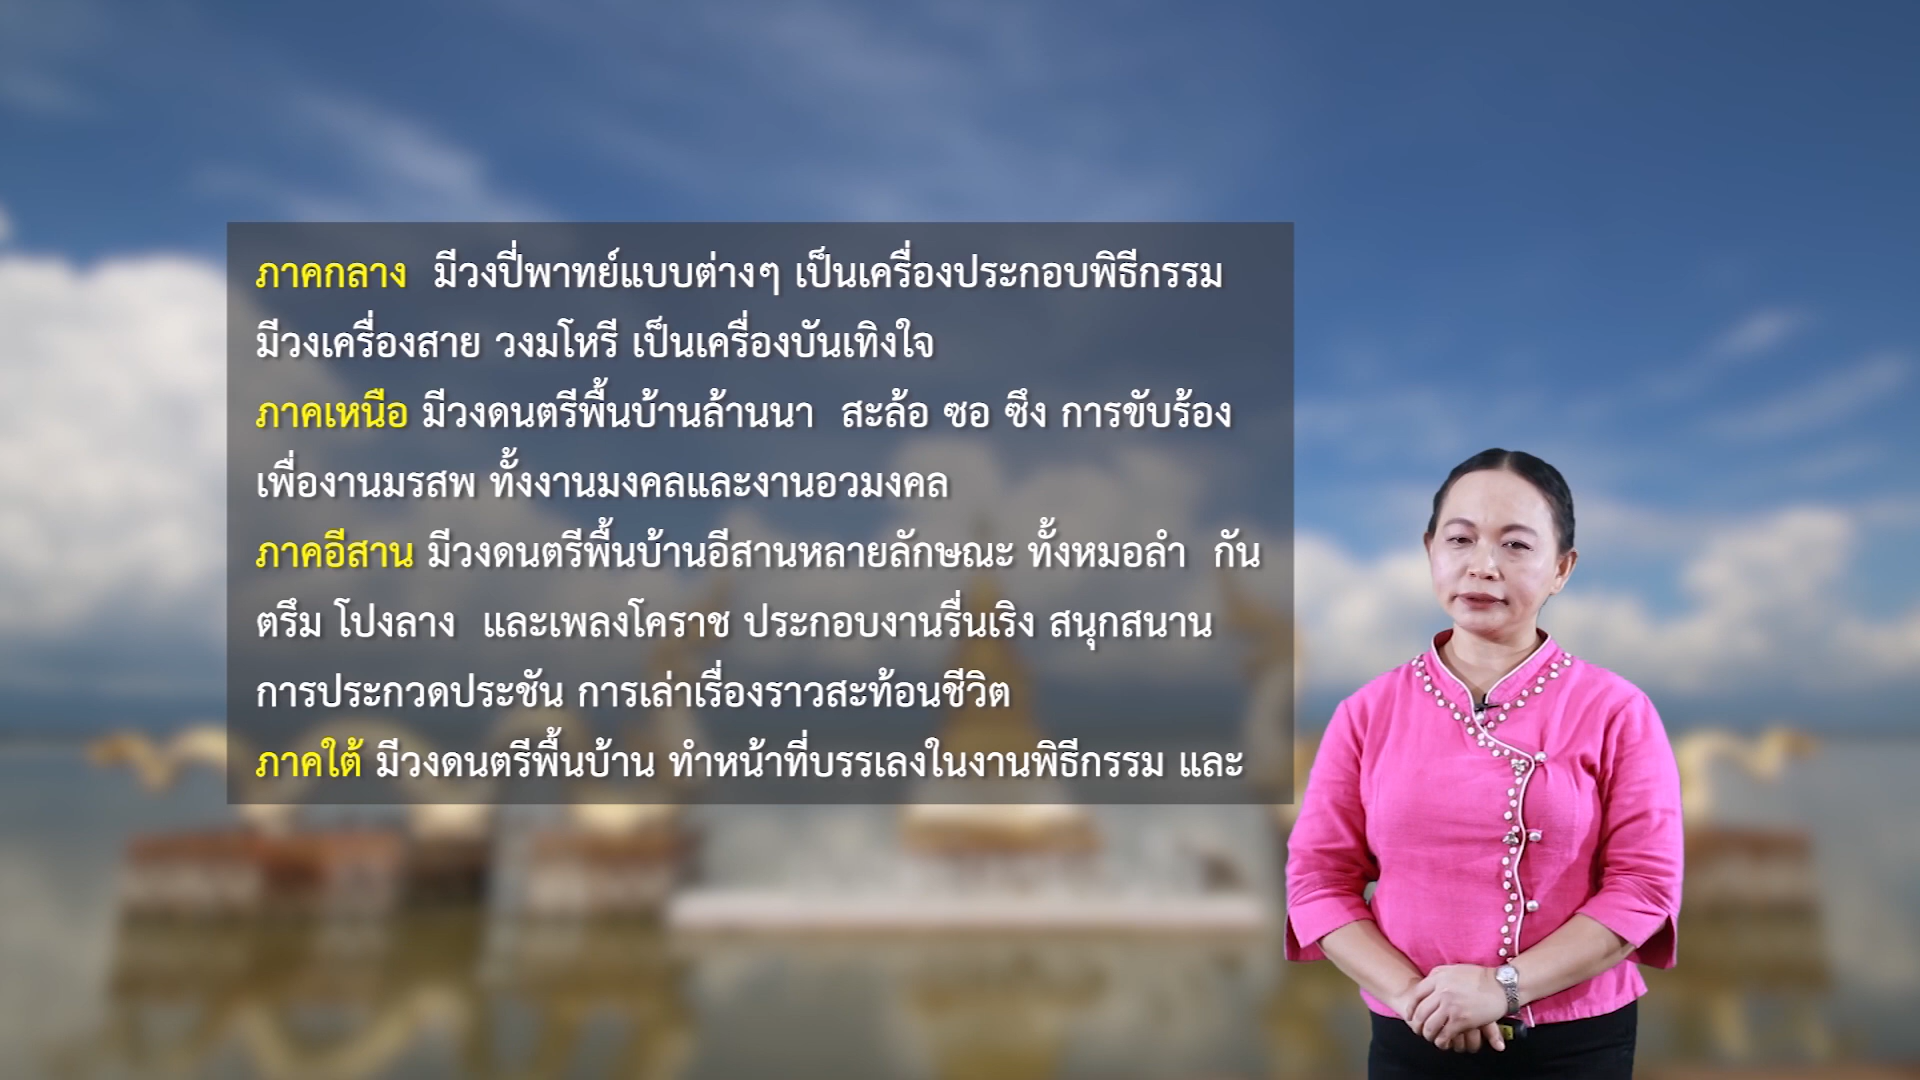 ภาคกลาง มีวงปี่พาทย์แบบต่างๆ เป็นเครื่องประกอบพิธีกรรม
มีวงเครื่องสาย วงมโหรี เป็นเครื่องบันเทิงใจ
ภาคเหนือ มีวงดนตรีพื้นบ้านล้านนา สะล้อ ซอ ซึง การขับร้อง
เพื่องานมรสพ ทั้งงานมงคลและงานอวมงคล
ภาคอีสาน มีวงดนตรีพื้นบ้านอีสานหลายลักษณะ ทั้งหมอลำ กัน
ตรึม โปงลาง และเพลงโคราช ประกอบงานรื่นเริง สนุกสนาน
การประกวดประชัน การเล่าเรื่องราวสะท้อนชีวิต
ภาคใต้ มีวงดนตรีพื้นบ้าน ทำหน้าที่บรรเลงในงานพิธีกรรม และ